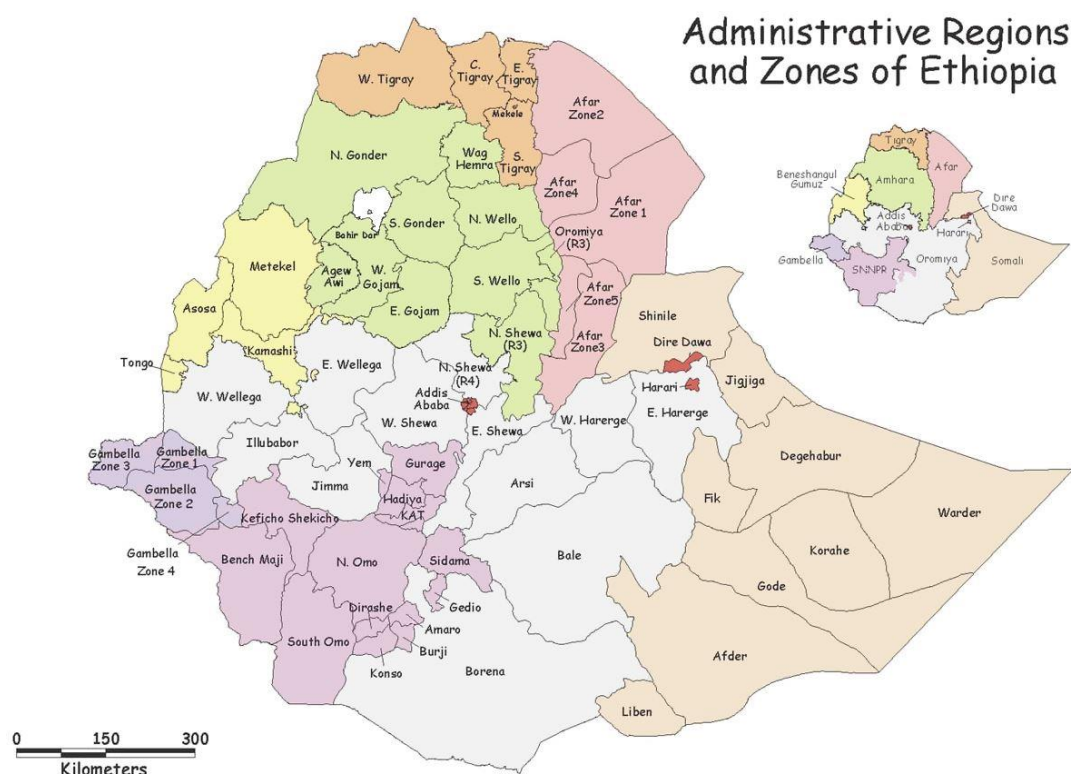 Administrative Regions
and Zones of Ethiopia
W. Tigray
C.
Tigray
E.
Tigray
Mekele
S.
Tigray
Afar
Zone2
N. Gonder
Wag
Hemra
Afar
Zone4
Afar
Zone 1
S. Gonder
N. Wello
Bahir dar
Oromiya
(R3)
Metekel
Agew
Awi
W.
Gojam
S. Wello
E. Gojam
Afar
Zone5
Asosa
N. Shewa
(R3)
Afar
Zone3
Shinile
Dire Dawa
Tongo
Kamashi
E. Wellega
N. Shewa
(R4)
Addis
Ababa
Harari
Jigjiga
W. Wellega
W. Shewa
E. Shewa
W. Harerge
E. Harerge
Illubabor
Gambella
Zone 3
Gambella
Zone 1
Yem
Gurage
Degehabur
Jimma
Arsi
Gambella
Zone 2
Hadiya
KAT
Fik
Keficho Shekicho
Warder
Gambella
Zone 4
Bench Maji
N. Omo
Sidama
Bale
Korahe
Gode
Gedio
Dirashe
Amaro
South Omo
Burji
Konso
Borena
Afder
Liben
Tigray
Afar
Beneshangul
Gumuz
Amhara
Dire
Dawa
Addis
Ababa
Harari
Gambella
SNNPR
Oromiya
Somali
0 150 300
Kilometers